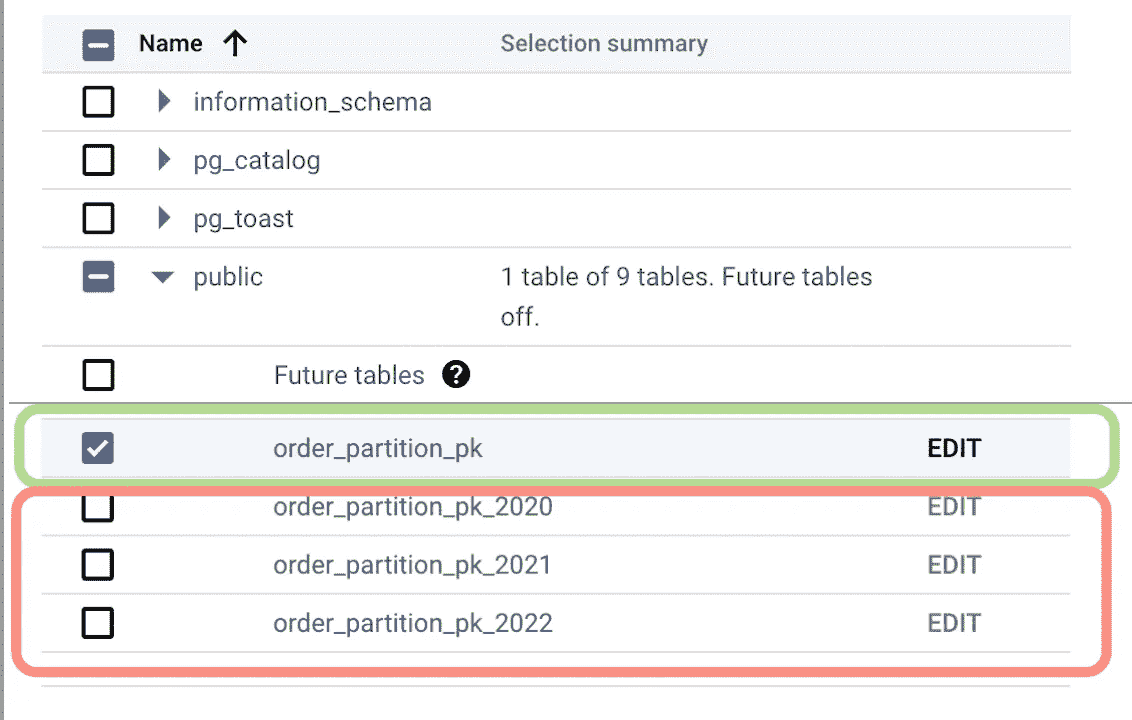 Name Selection summary
information_schema
pg_catalog
pg_toast
public 1 table of 9 tables. Future tables
off.
Future tables ?
order_partition_pk EDIT
order_partition_pk_2020 EDIT
order_partition_pk_2021 EDIT
order_partition_pk_2022 EDIT